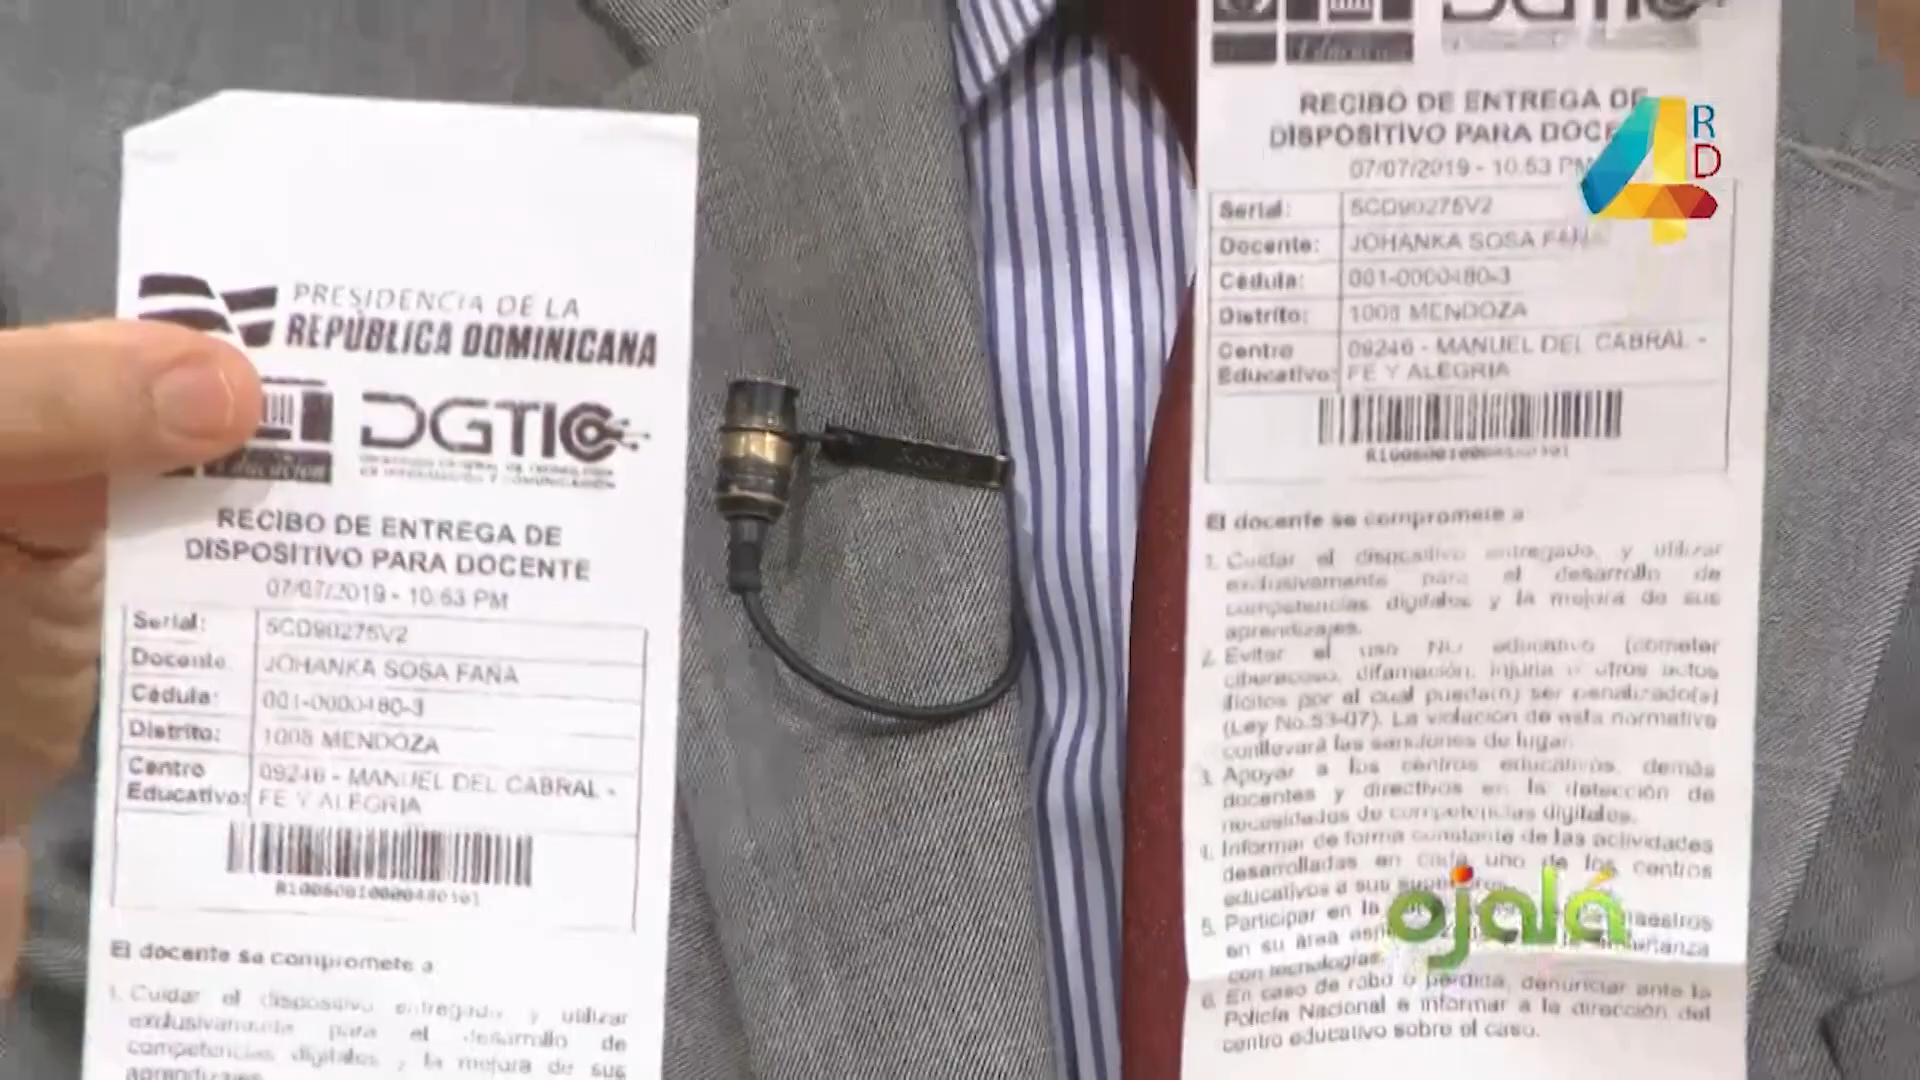 PRESIDENCIA DE LA
REPÚBLICA DOMINICANA
DGTIC
RECIBO DE ENTREGA DE
DISPOSITIVO PARA DOCENTE
07/07/2019 - 10:53 PM
Serial: 5CD90275V2
Docente: JOHANKA SOSA FAÑA
Cédula: 001-0000480-3
Distrito: 1006 MENDOZA
Centro 09246 - MANUEL DEL CABRAL -
Educativo: FE Y ALEGRIA
El docente se compromete a
1. Cuidar el dispositivo entregado, y utilizar
exclusivamente para el desarrollo de
competencias digitales y la mejora de sus
aprendizajes.
DGTIC
RECIBO DE ENTREGA DE
DISPOSITIVO PARA DOCE
07/07/2019 - 10:53 PM
Serial: 5CD90275V2
Docente: JOHANKA SOSA FAÑA
Cédula: 001-0000480-3
Distrito: 1006 MENDOZA
Centro 09246 - MANUEL DEL CABRAL -
Educativo: FE Y ALEGRIA
El docente se compromete a
1. Cuidar el dispositivo entregado, y utilizar
exclusivamente para el desarrollo de
competencias digitales y la mejora de sus
aprendizajes.
2. Evitar el uso NO educativo (cometer
ciberacoso, difamación, injuria u otros actos
ilícitos por el cual pueda(n) ser penalizado(s)
(Ley No.53-07). La violación de esta normativa
conllevará las sanciones de lugar.
3. Apoyar a los centros educativos, demás
docentes y directivos en la detección de
necesidades de competencias digitales.
4. Informar de forma constante de las actividades
desarrolladas en cada uno de los centros
educativos a sus
5. Participar en la maestros
en su área
con tecnologías.
6. En caso de robo o pérdida, denunciar ante la
Policía Nacional e informar a la dirección del
centro educativo sobre el caso.
4 RD
ojalá